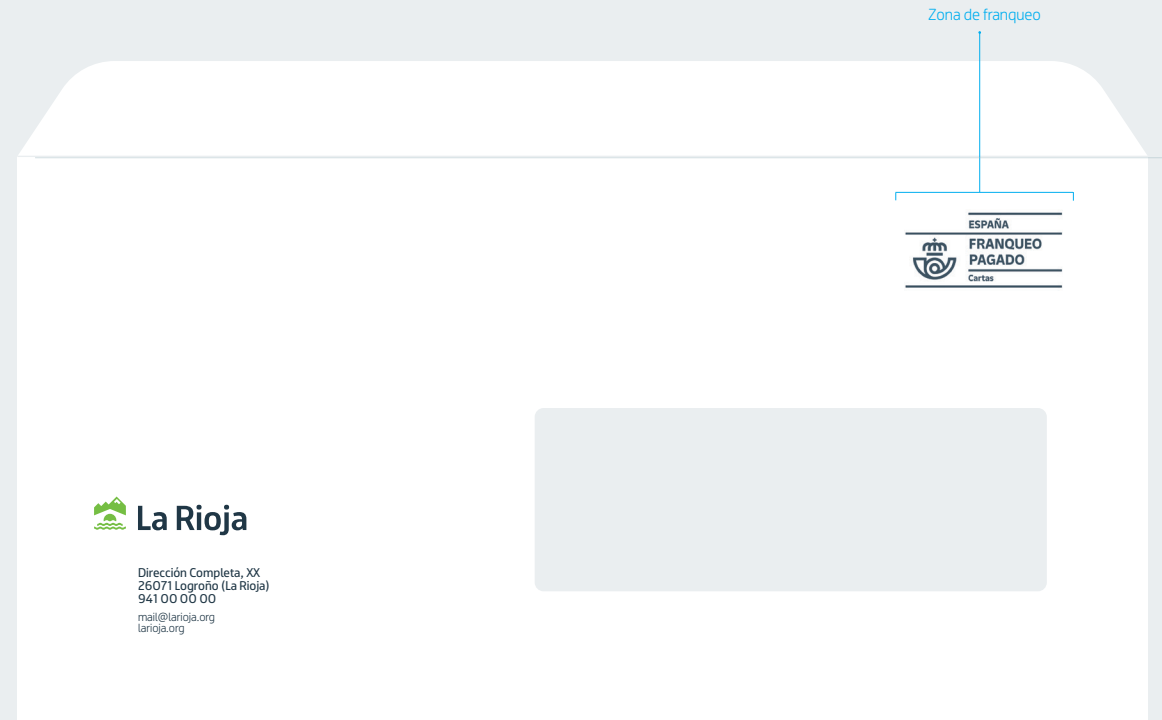 Zona de franqueo
ESPAÑA
FRANQUEO
PAGADO
Cartas
La Rioja
Dirección Completa, XX
26071 Logroño (La Rioja)
941 00 00 00
mail@larioja.org
larioja.org